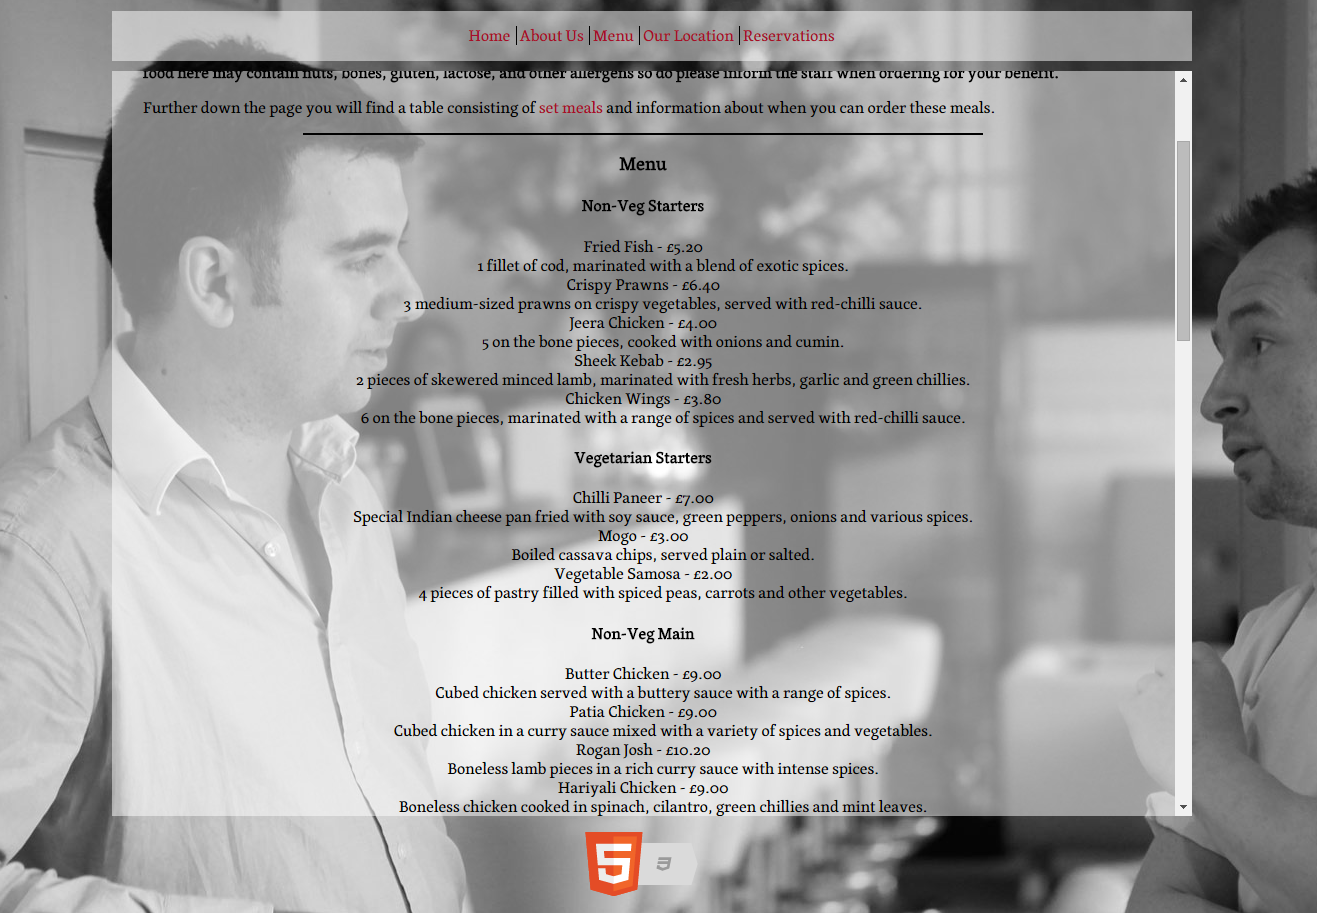 Home | About Us | Menu | Our Location | Reservations
food here may contain nuts, bones, gluten, lactose, and other allergens so do please inform the staff when ordering for your benefit.
Further down the page you will find a table consisting of set meals and information about when you can order these meals.
Menu
Non-Veg Starters
Fried Fish - £5.20
1 fillet of cod, marinated with a blend of exotic spices.
Crispy Prawns - £6.40
3 medium-sized prawns on crispy vegetables, served with red-chilli sauce.
Jeera Chicken - £4.00
5 on the bone pieces, cooked with onions and cumin.
Sheek Kebab - £2.95
2 pieces of skewered minced lamb, marinated with fresh herbs, garlic and green chillies.
Chicken Wings - £3.80
6 on the bone pieces, marinated with a range of spices and served with red-chilli sauce.
Vegetarian Starters
Chilli Paneer - £7.00
Special Indian cheese pan fried with soy sauce, green peppers, onions and various spices.
Mogo - £3.00
Boiled cassava chips, served plain or salted.
Vegetable Samosa - £2.00
4 pieces of pastry filled with spiced peas, carrots and other vegetables.
Non-Veg Main
Butter Chicken - £9.00
Cubed chicken served with a buttery sauce with a range of spices.
Patia Chicken - £9.00
Cubed chicken in a curry sauce mixed with a variety of spices and vegetables.
Rogan Josh - £10.20
Boneless lamb pieces in a rich curry sauce with intense spices.
Hariyali Chicken - £9.00
Boneless chicken cooked in spinach, cilantro, green chillies and mint leaves.
5 3